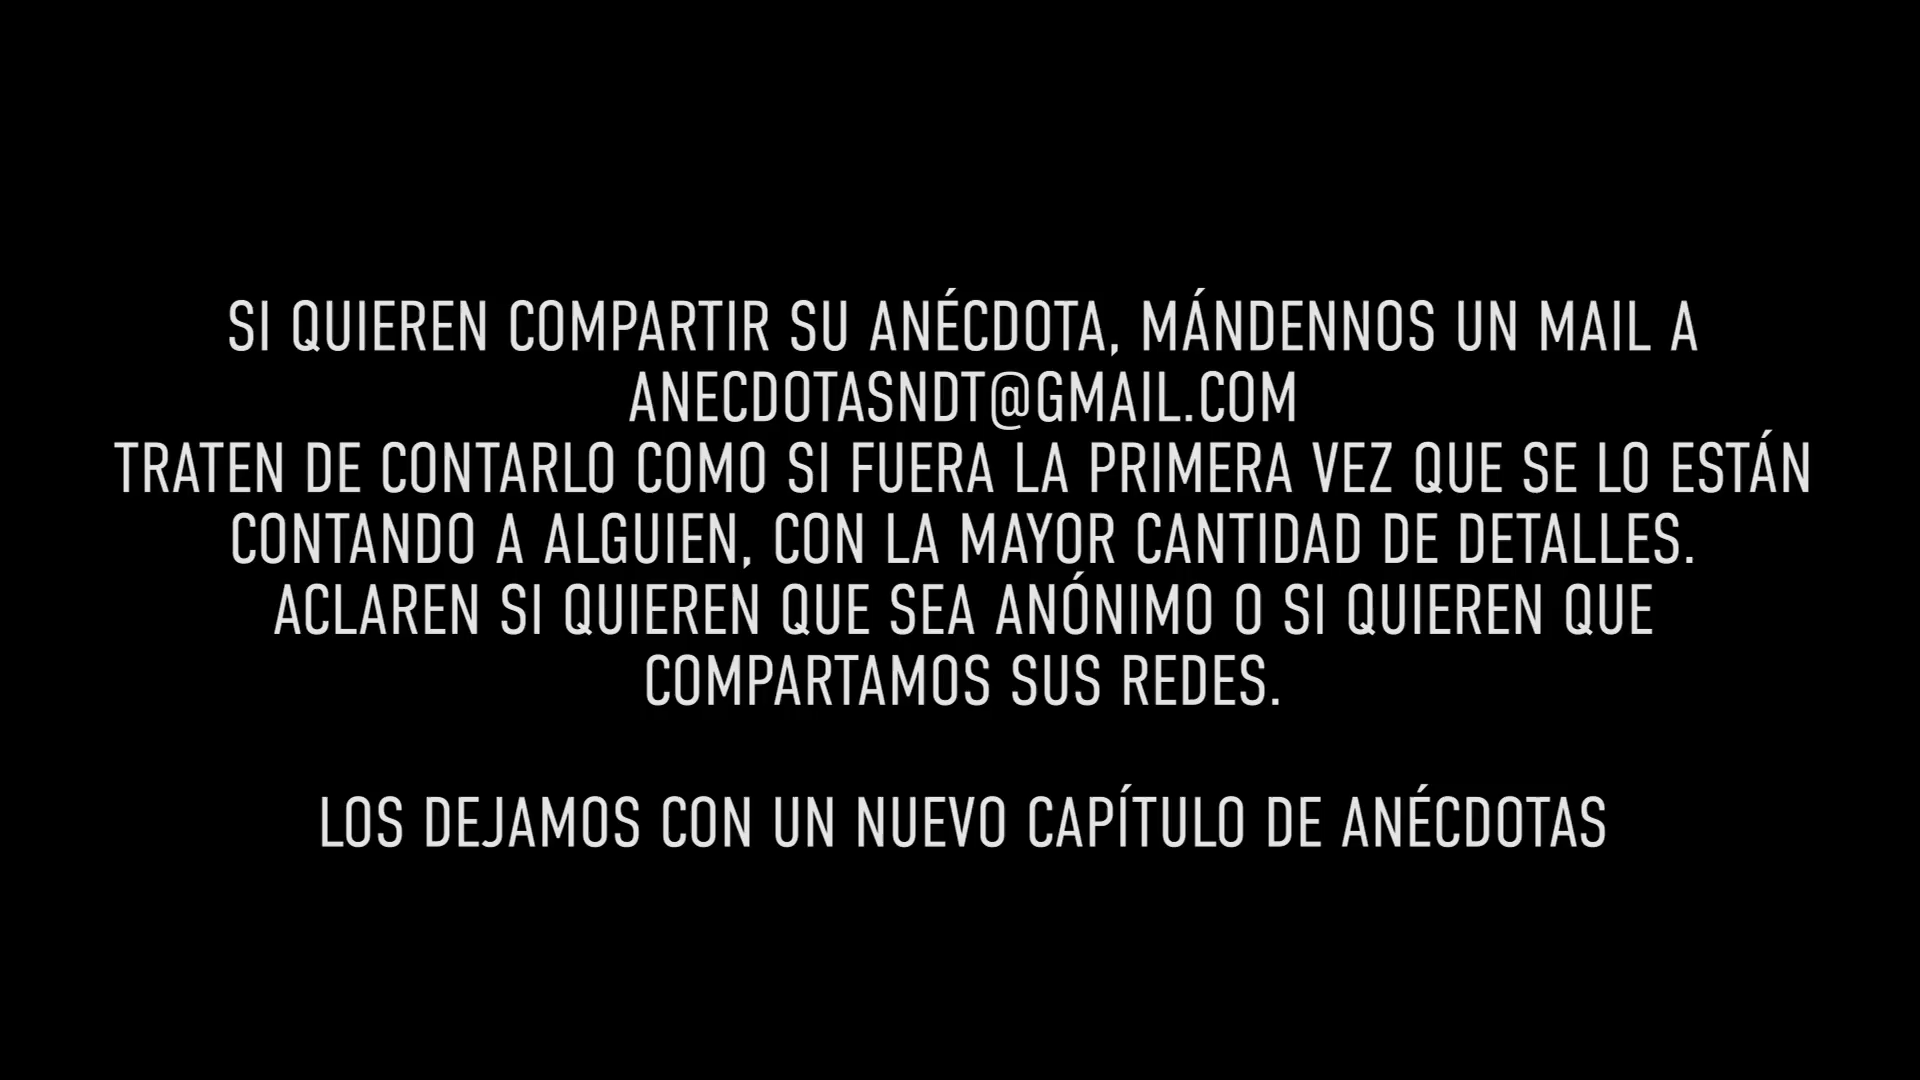 SI QUIEREN COMPARTIR SU ANÉCDOTA, MÁNDENNOS UN MAIL A
ANECDOTASNDT@GMAIL.COM
TRATEN DE CONTARLO COMO SI FUERA LA PRIMERA VEZ QUE SE LO ESTÁN
CONTANDO A ALGUIEN, CON LA MAYOR CANTIDAD DE DETALLES.
ACLAREN SI QUIEREN QUE SEA ANÓNIMO O SI QUIEREN QUE
COMPARTAMOS SUS REDES.
LOS DEJAMOS CON UN NUEVO CAPÍTULO DE ANÉCDOTAS